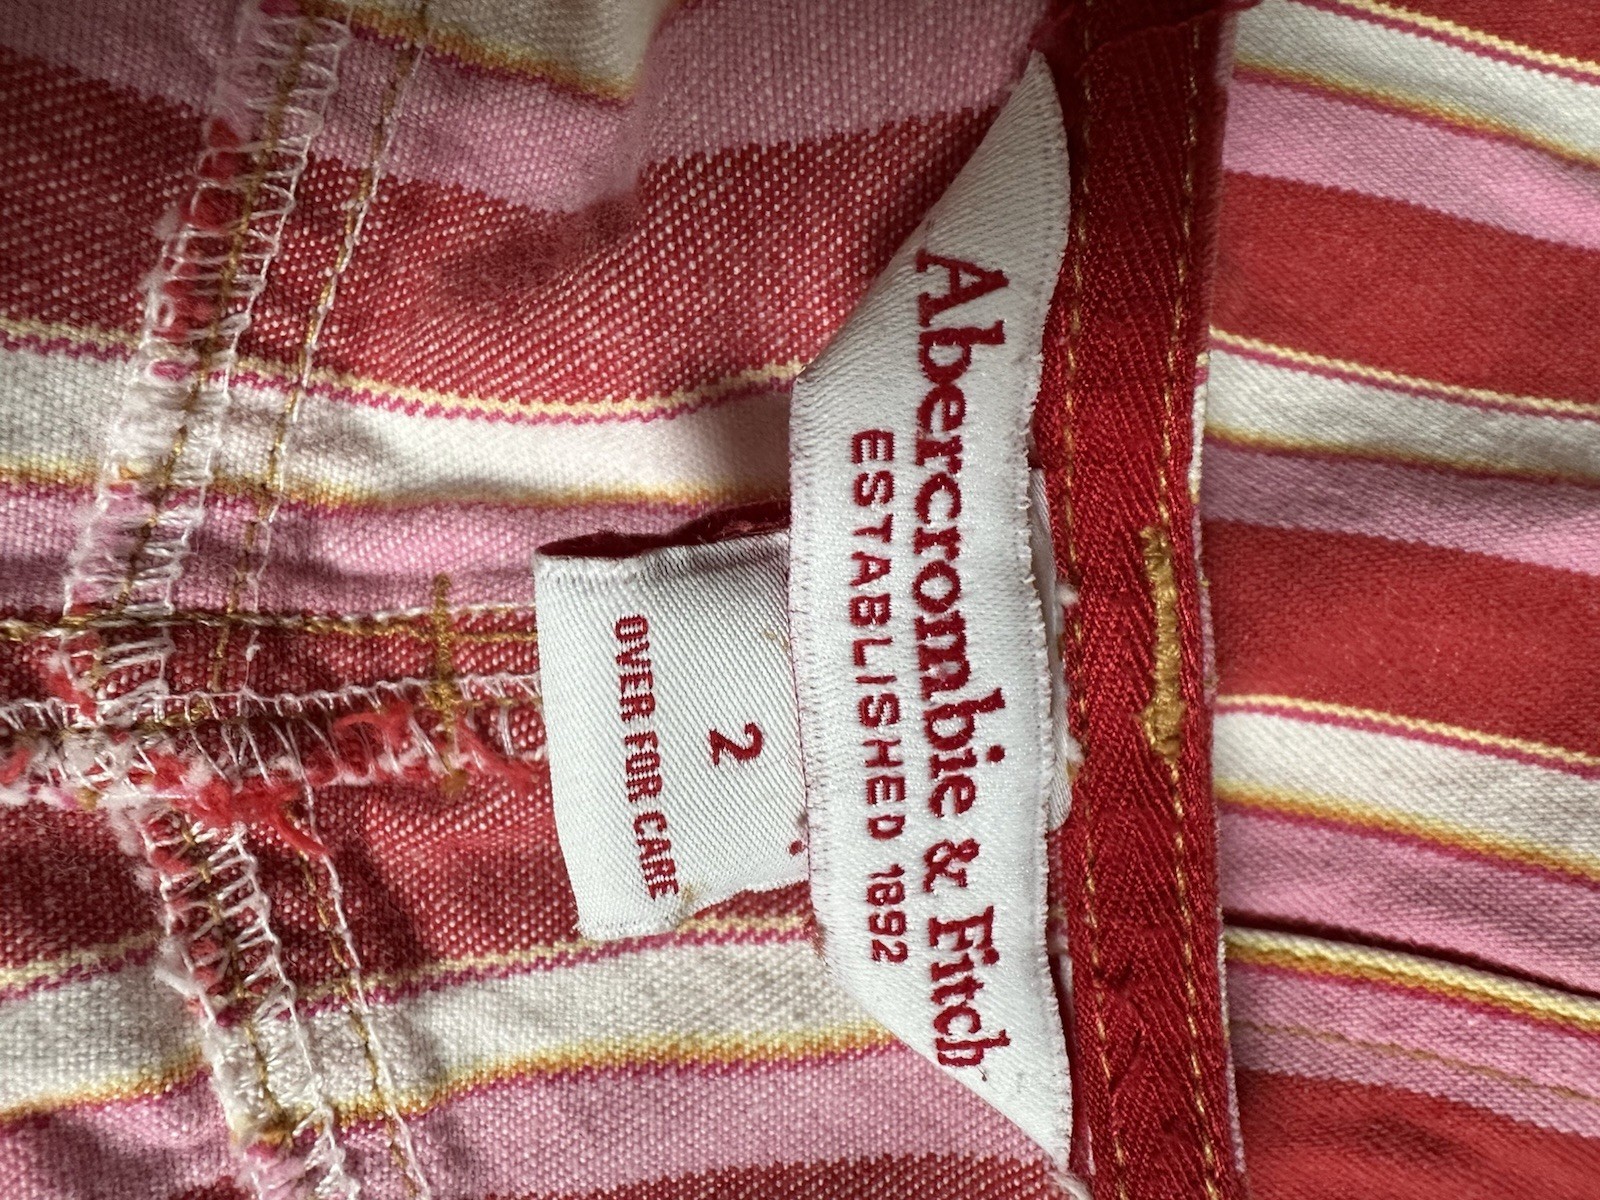 Abercrombie & Fitch
ESTABLISHED 1892
2
OVER FOR CARE